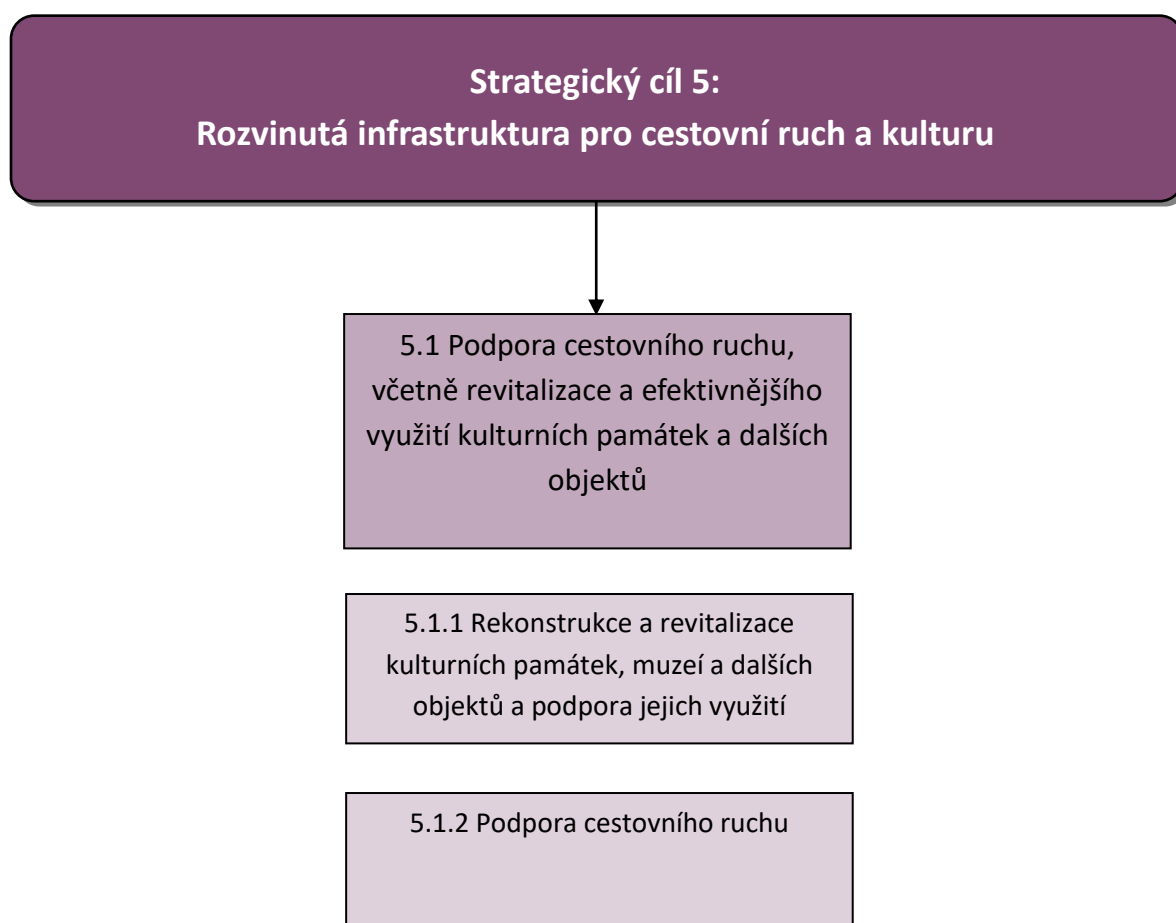 Strategický cíl 5:
Rozvinutá infrastruktura pro cestovní ruch a kulturu
5.1 Podpora cestovního ruchu,
včetně revitalizace a efektivnějšího
využití kulturních památek a dalších
objektů
5.1.1 Rekonstrukce a revitalizace
kulturních památek, muzeí a dalších
objektů a podpora jejich využití
5.1.2 Podpora cestovního ruchu